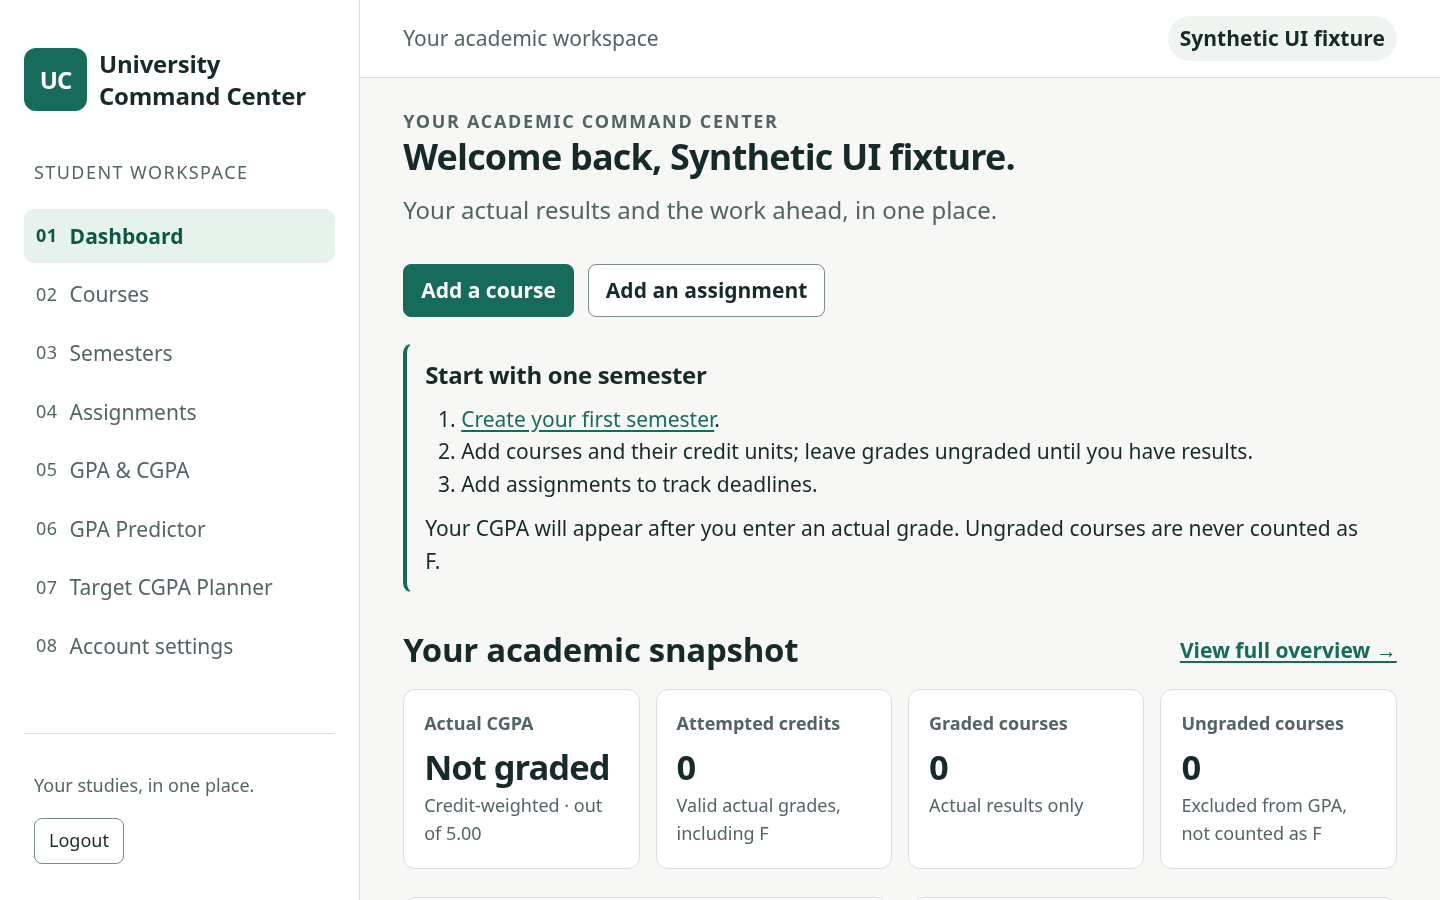 UC
University
Command Center
STUDENT WORKSPACE
01 Dashboard
02 Courses
03 Semesters
04 Assignments
05 GPA & CGPA
06 GPA Predictor
07 Target CGPA Planner
08 Account settings
Your studies, in one place.
Logout
Your academic workspace
Synthetic UI fixture
YOUR ACADEMIC COMMAND CENTER
Welcome back, Synthetic UI fixture.
Your actual results and the work ahead, in one place.
Add a course
Add an assignment
Start with one semester
1. Create your first semester.
2. Add courses and their credit units; leave grades ungraded until you have results.
3. Add assignments to track deadlines.
Your CGPA will appear after you enter an actual grade. Ungraded courses are never counted as
F.
Your academic snapshot
View full overview →
Actual CGPA
Not graded
Credit-weighted · out
of 5.00
Attempted credits
0
Valid actual grades,
including F
Graded courses
0
Actual results only
Ungraded courses
0
Excluded from GPA,
not counted as F